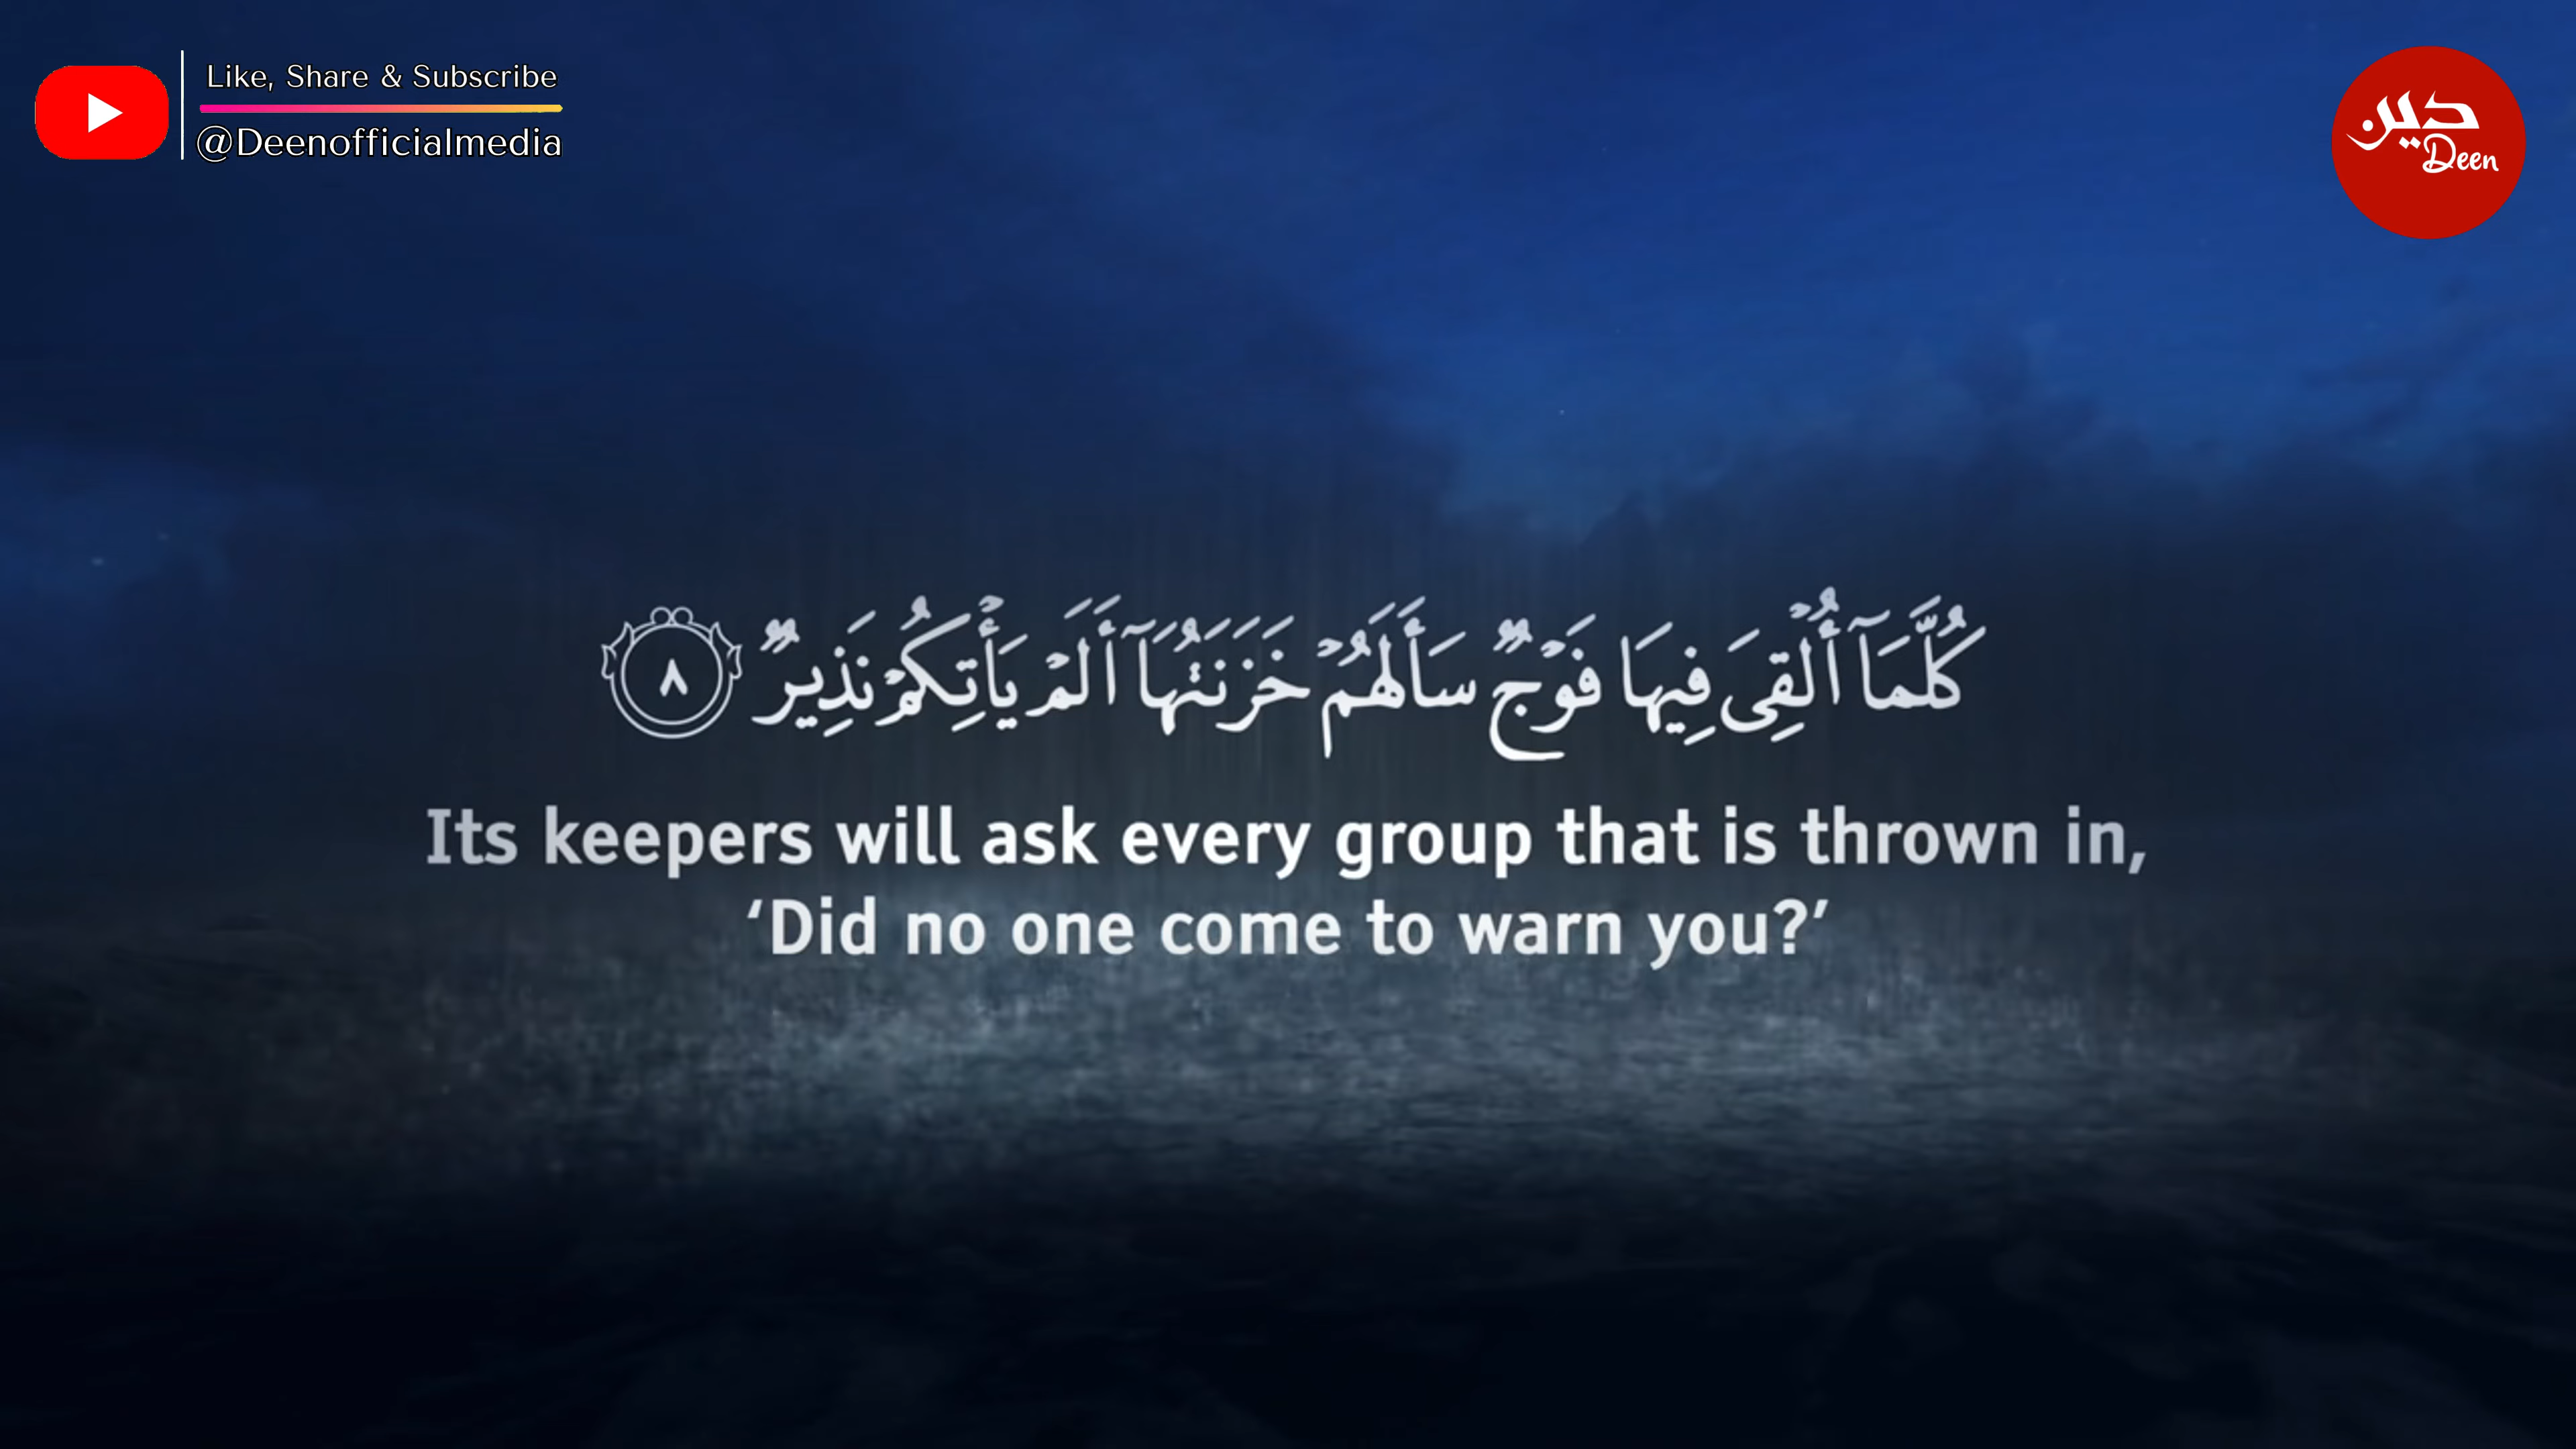 Like, Share & Subscribe
@Deenofficialmedia
دين
Deen
كُلَّمَآ أُلْقِىَ فِيهَا فَوْجٌ سَأَلَهُمْ خَزَنَتُهَآ أَلَمْ يَأْتِكُمْ نَذِيرٌ ٨
Its keepers will ask every group that is thrown in,
‘Did no one come to warn you?’